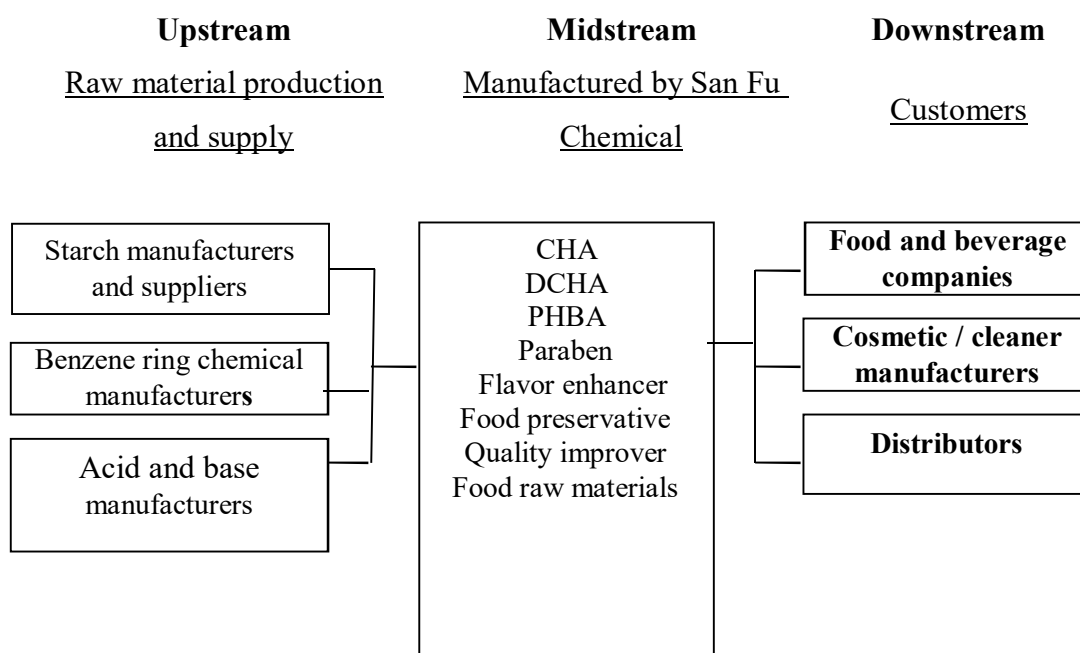 Upstream
Raw material production
and supply
Midstream
Manufactured by San Fu
Chemical
Downstream
Customers
Starch manufacturers
and suppliers
Benzene ring chemical
manufacturers
Acid and base
manufacturers
CHA
DCHA
PHBA
Paraben
Flavor enhancer
Food preservative
Quality improver
Food raw materials
Food and beverage
companies
Cosmetic / cleaner
manufacturers
Distributors